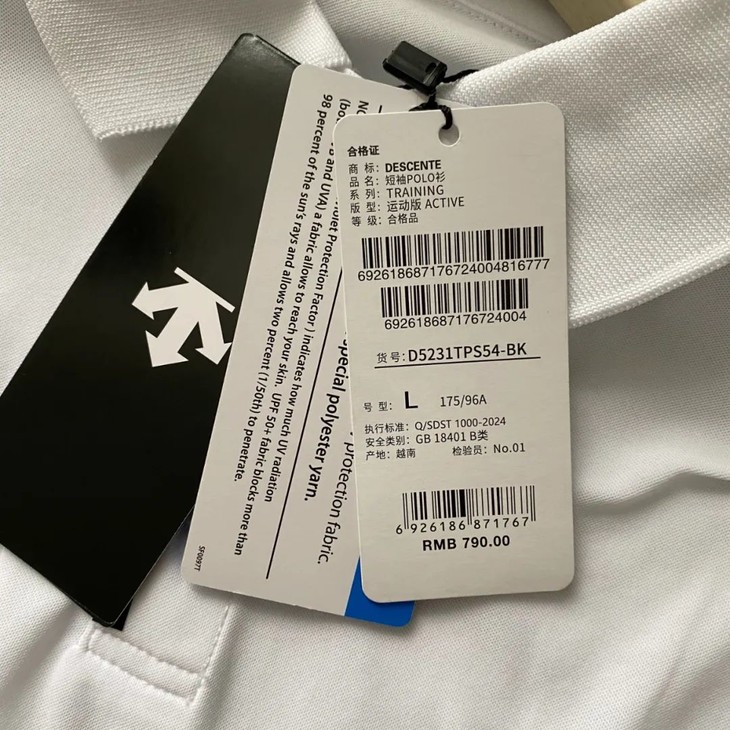 合格证
商 标: DESCENTE
品 名: 短袖POLO衫
系 列: TRAINING
版 型: 运动版 ACTIVE
等 级: 合格品
692618687176724004816777
692618687176724004
货 号: D5231TPS54-BK
号 型: L 175/96A
执行标准: Q/SDST 1000-2024
安全类别: GB 18401 B类
产地: 越南 检验员: No.01
6 926186 871767
RMB 790.00
Protection Factor ) indicates how much UV radiation
and UVA) a fabric allows to reach your skin. UPF 50+ fabric blocks more than
98 percent of the sun's rays and allows two percent (1/50th) to penetrate.
protection fabric.
special polyester yarn.
SF0097T